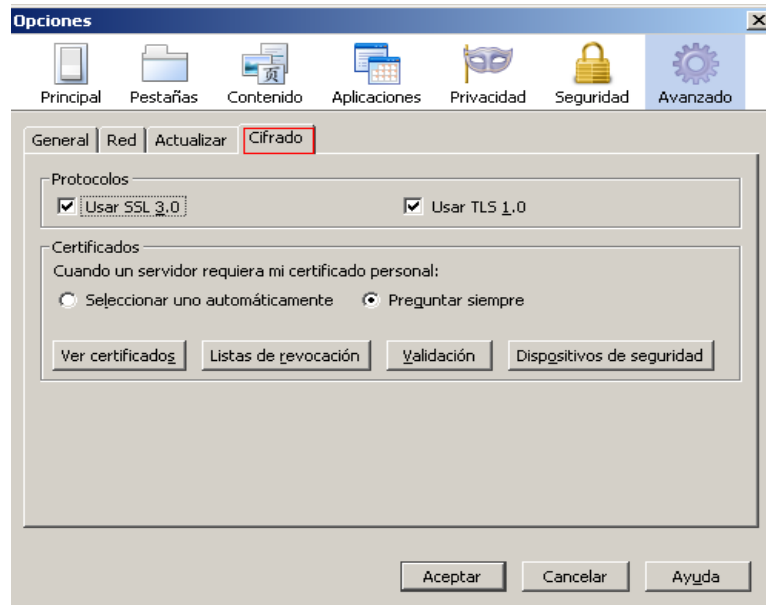 Opciones
Principal Pestañas Contenido Aplicaciones Privacidad Seguridad Avanzado
General Red Actualizar Cifrado
Protocolos
Usar SSL 3.0 Usar TLS 1.0
Certificados
Cuando un servidor requiera mi certificado personal:
Seleccionar uno automáticamente Preguntar siempre
Ver certificados Listas de revocación Validación Dispositivos de seguridad
Aceptar Cancelar Ayuda